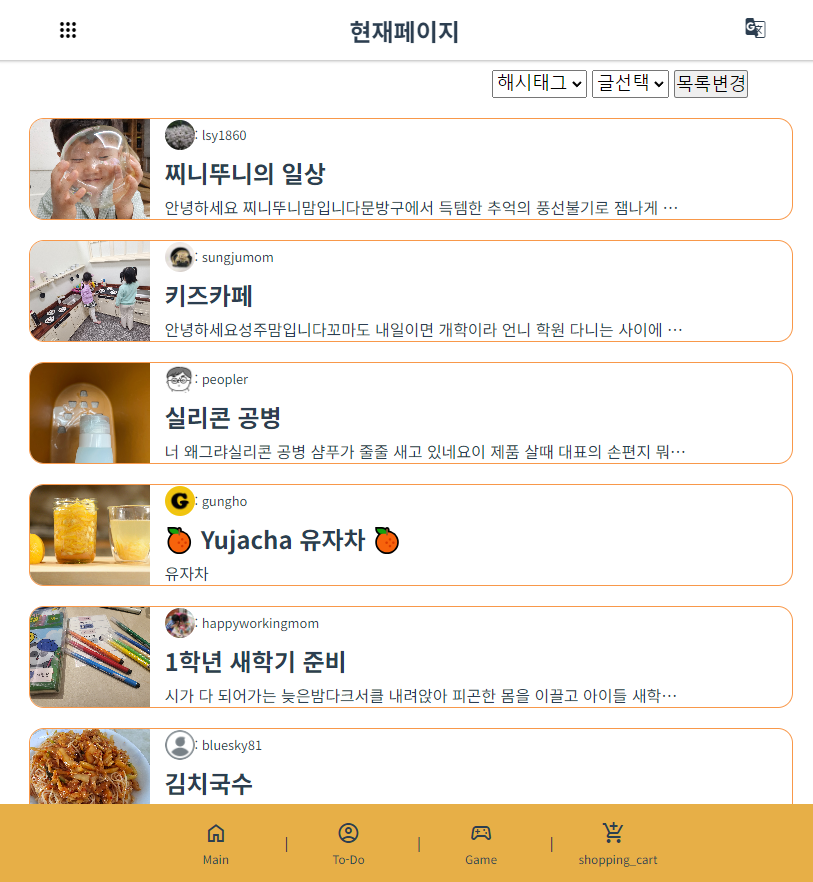 현재페이지
해시태그 글선택 목록변경
: lsy1860
찌니뚜니의 일상
안녕하세요 찌니뚜니맘입니다문방구에서 득템한 추억의 풍선불기로 잼나게 …
: sungjumom
키즈카페
안녕하세요성주맘입니다꼬마도 내일이면 개학이라 언니 학원 다니는 사이에 …
: peopler
실리콘 공병
너 왜그랴실리콘 공병 샴푸가 줄줄 새고 있네요이 제품 살때 대표의 손편지 뭐…
G : gungho
🍊 Yujacha 유자차 🍊
유자차
: happyworkingmom
1학년 새학기 준비
시가 다 되어가는 늦은밤다크서클 내려앉아 피곤한 몸을 이끌고 아이들 새학…
: bluesky81
김치국수
Main | To-Do | Game | shopping_cart